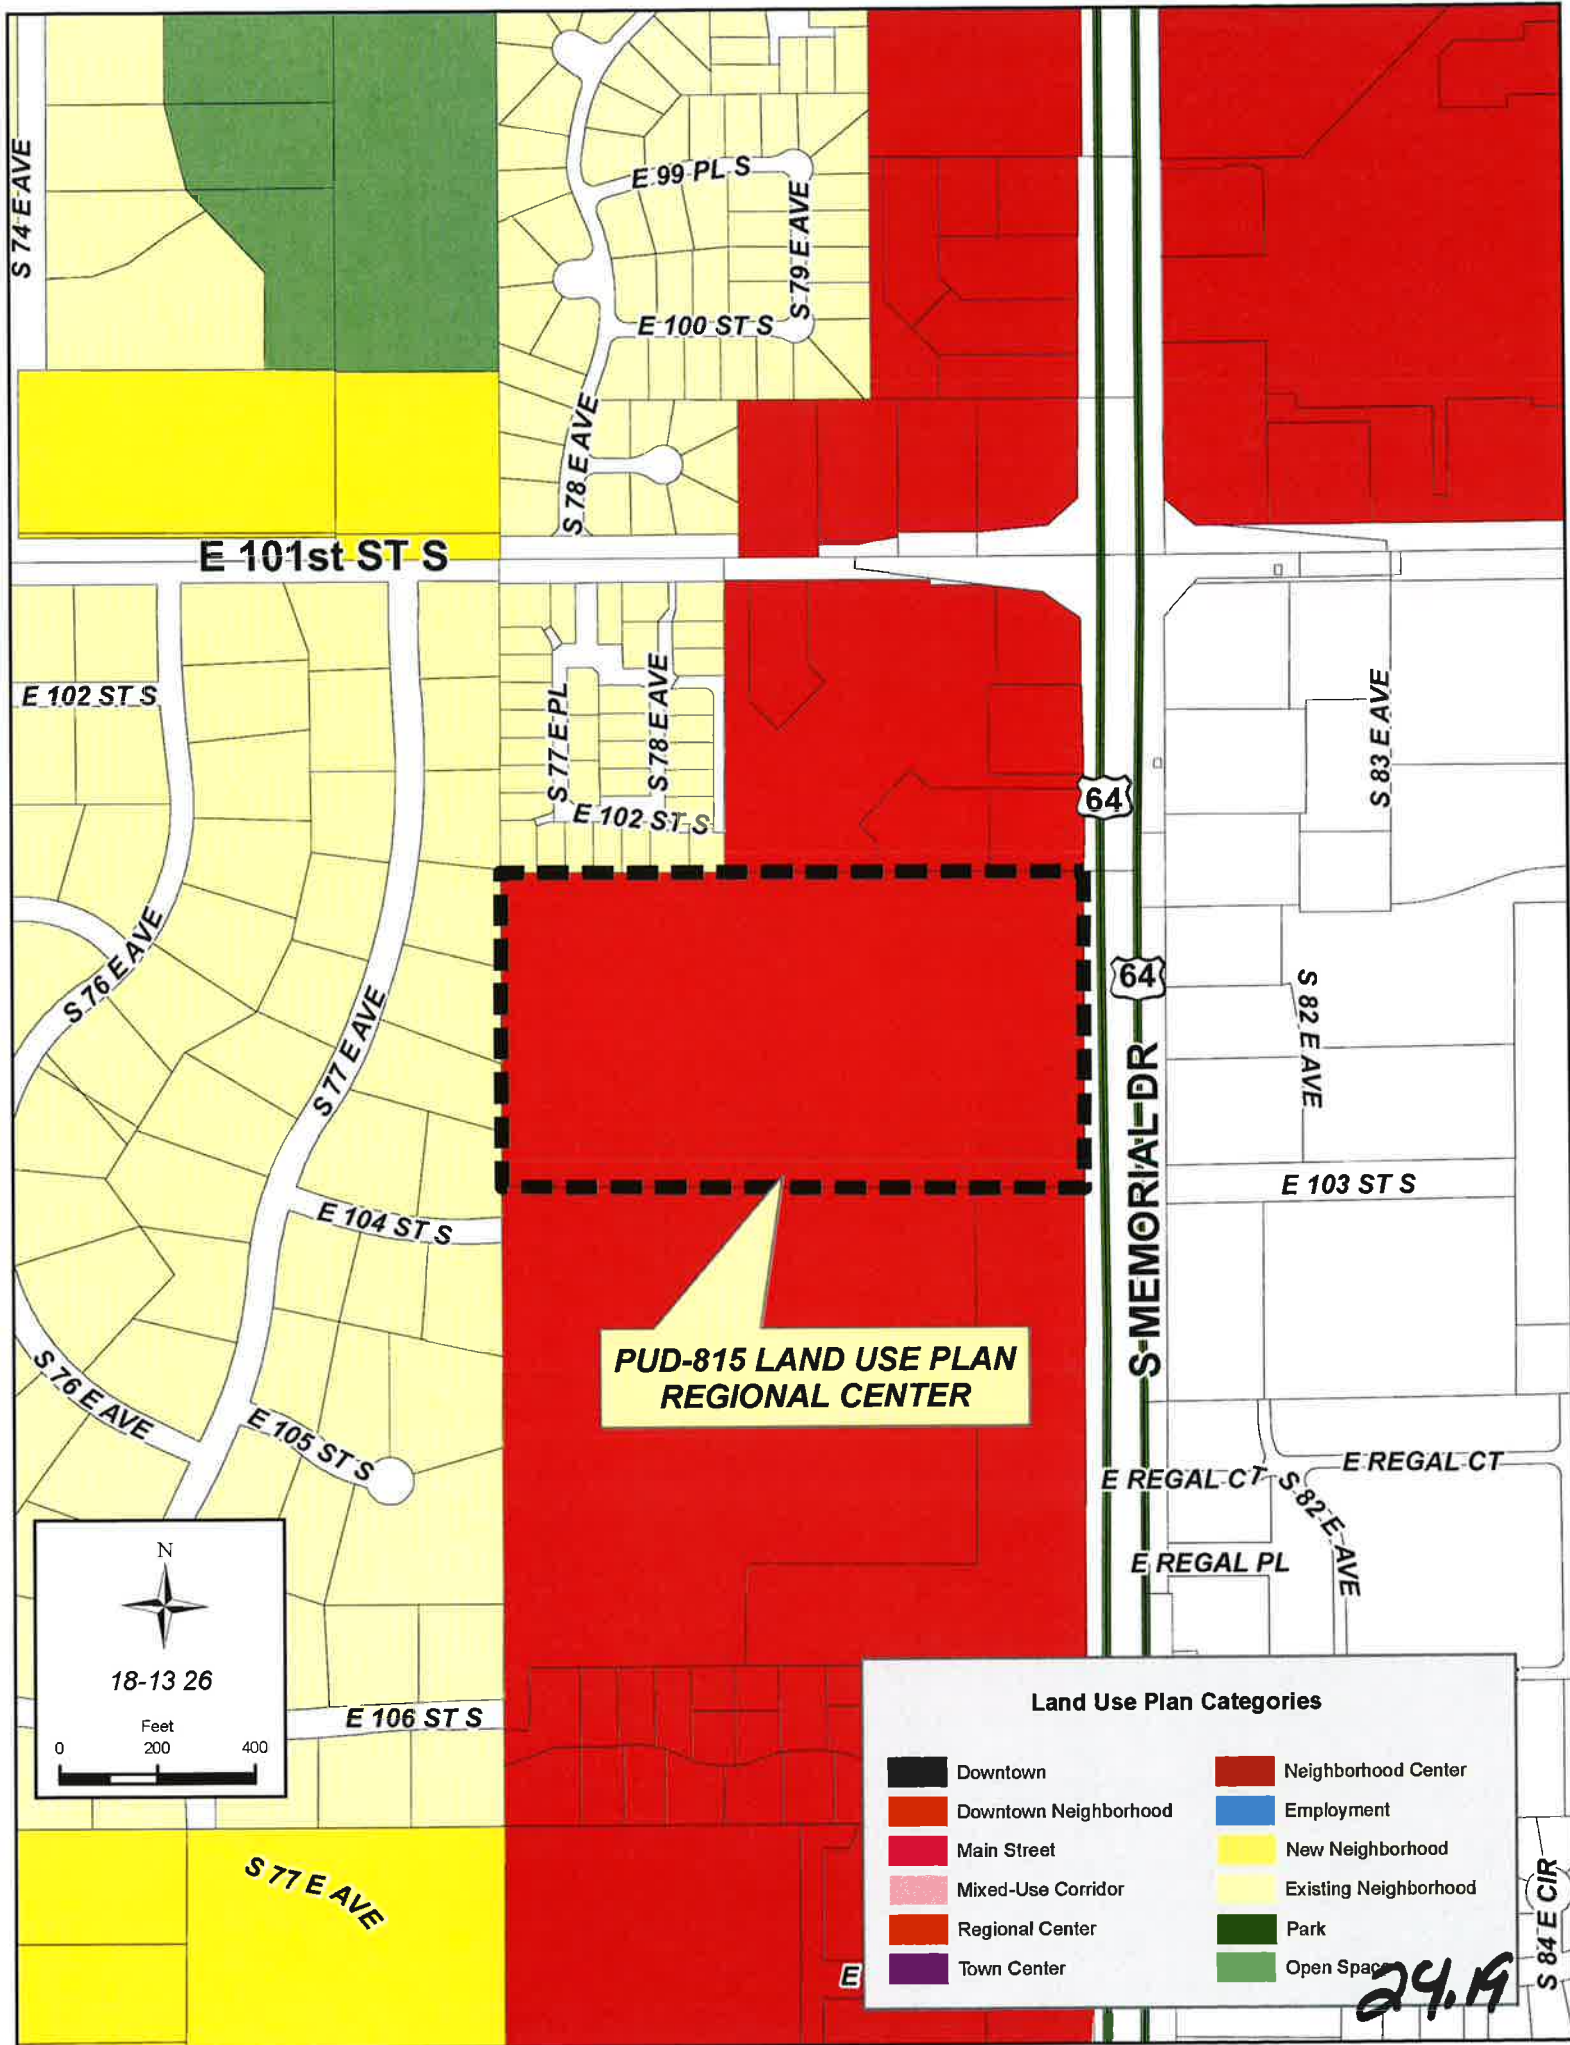 S 74 E AVE
E 99 PL S
S 79 E AVE
E 100 ST S
S 78 E AVE
E 101st ST S
E 102 ST S
S 77 E PL
S 78 E AVE
E 102 ST S
S 83 E AVE
64
64
S 76 E AVE
S 77 E AVE
S 82 E AVE
S MEMORIAL DR
E 103 ST S
E 104 ST S
PUD-815 LAND USE PLAN
REGIONAL CENTER
S 76 E AVE
E 105 ST S
E REGAL CT
E REGAL CT
S 82 E AVE
E REGAL PL
N
18-13 26
Feet
0 200 400
E 106 ST S
S 77 E AVE
E
Land Use Plan Categories
Downtown
Downtown Neighborhood
Main Street
Mixed-Use Corridor
Regional Center
Town Center
Neighborhood Center
Employment
New Neighborhood
Existing Neighborhood
Park
Open Space
S 84 E CIR
24.19